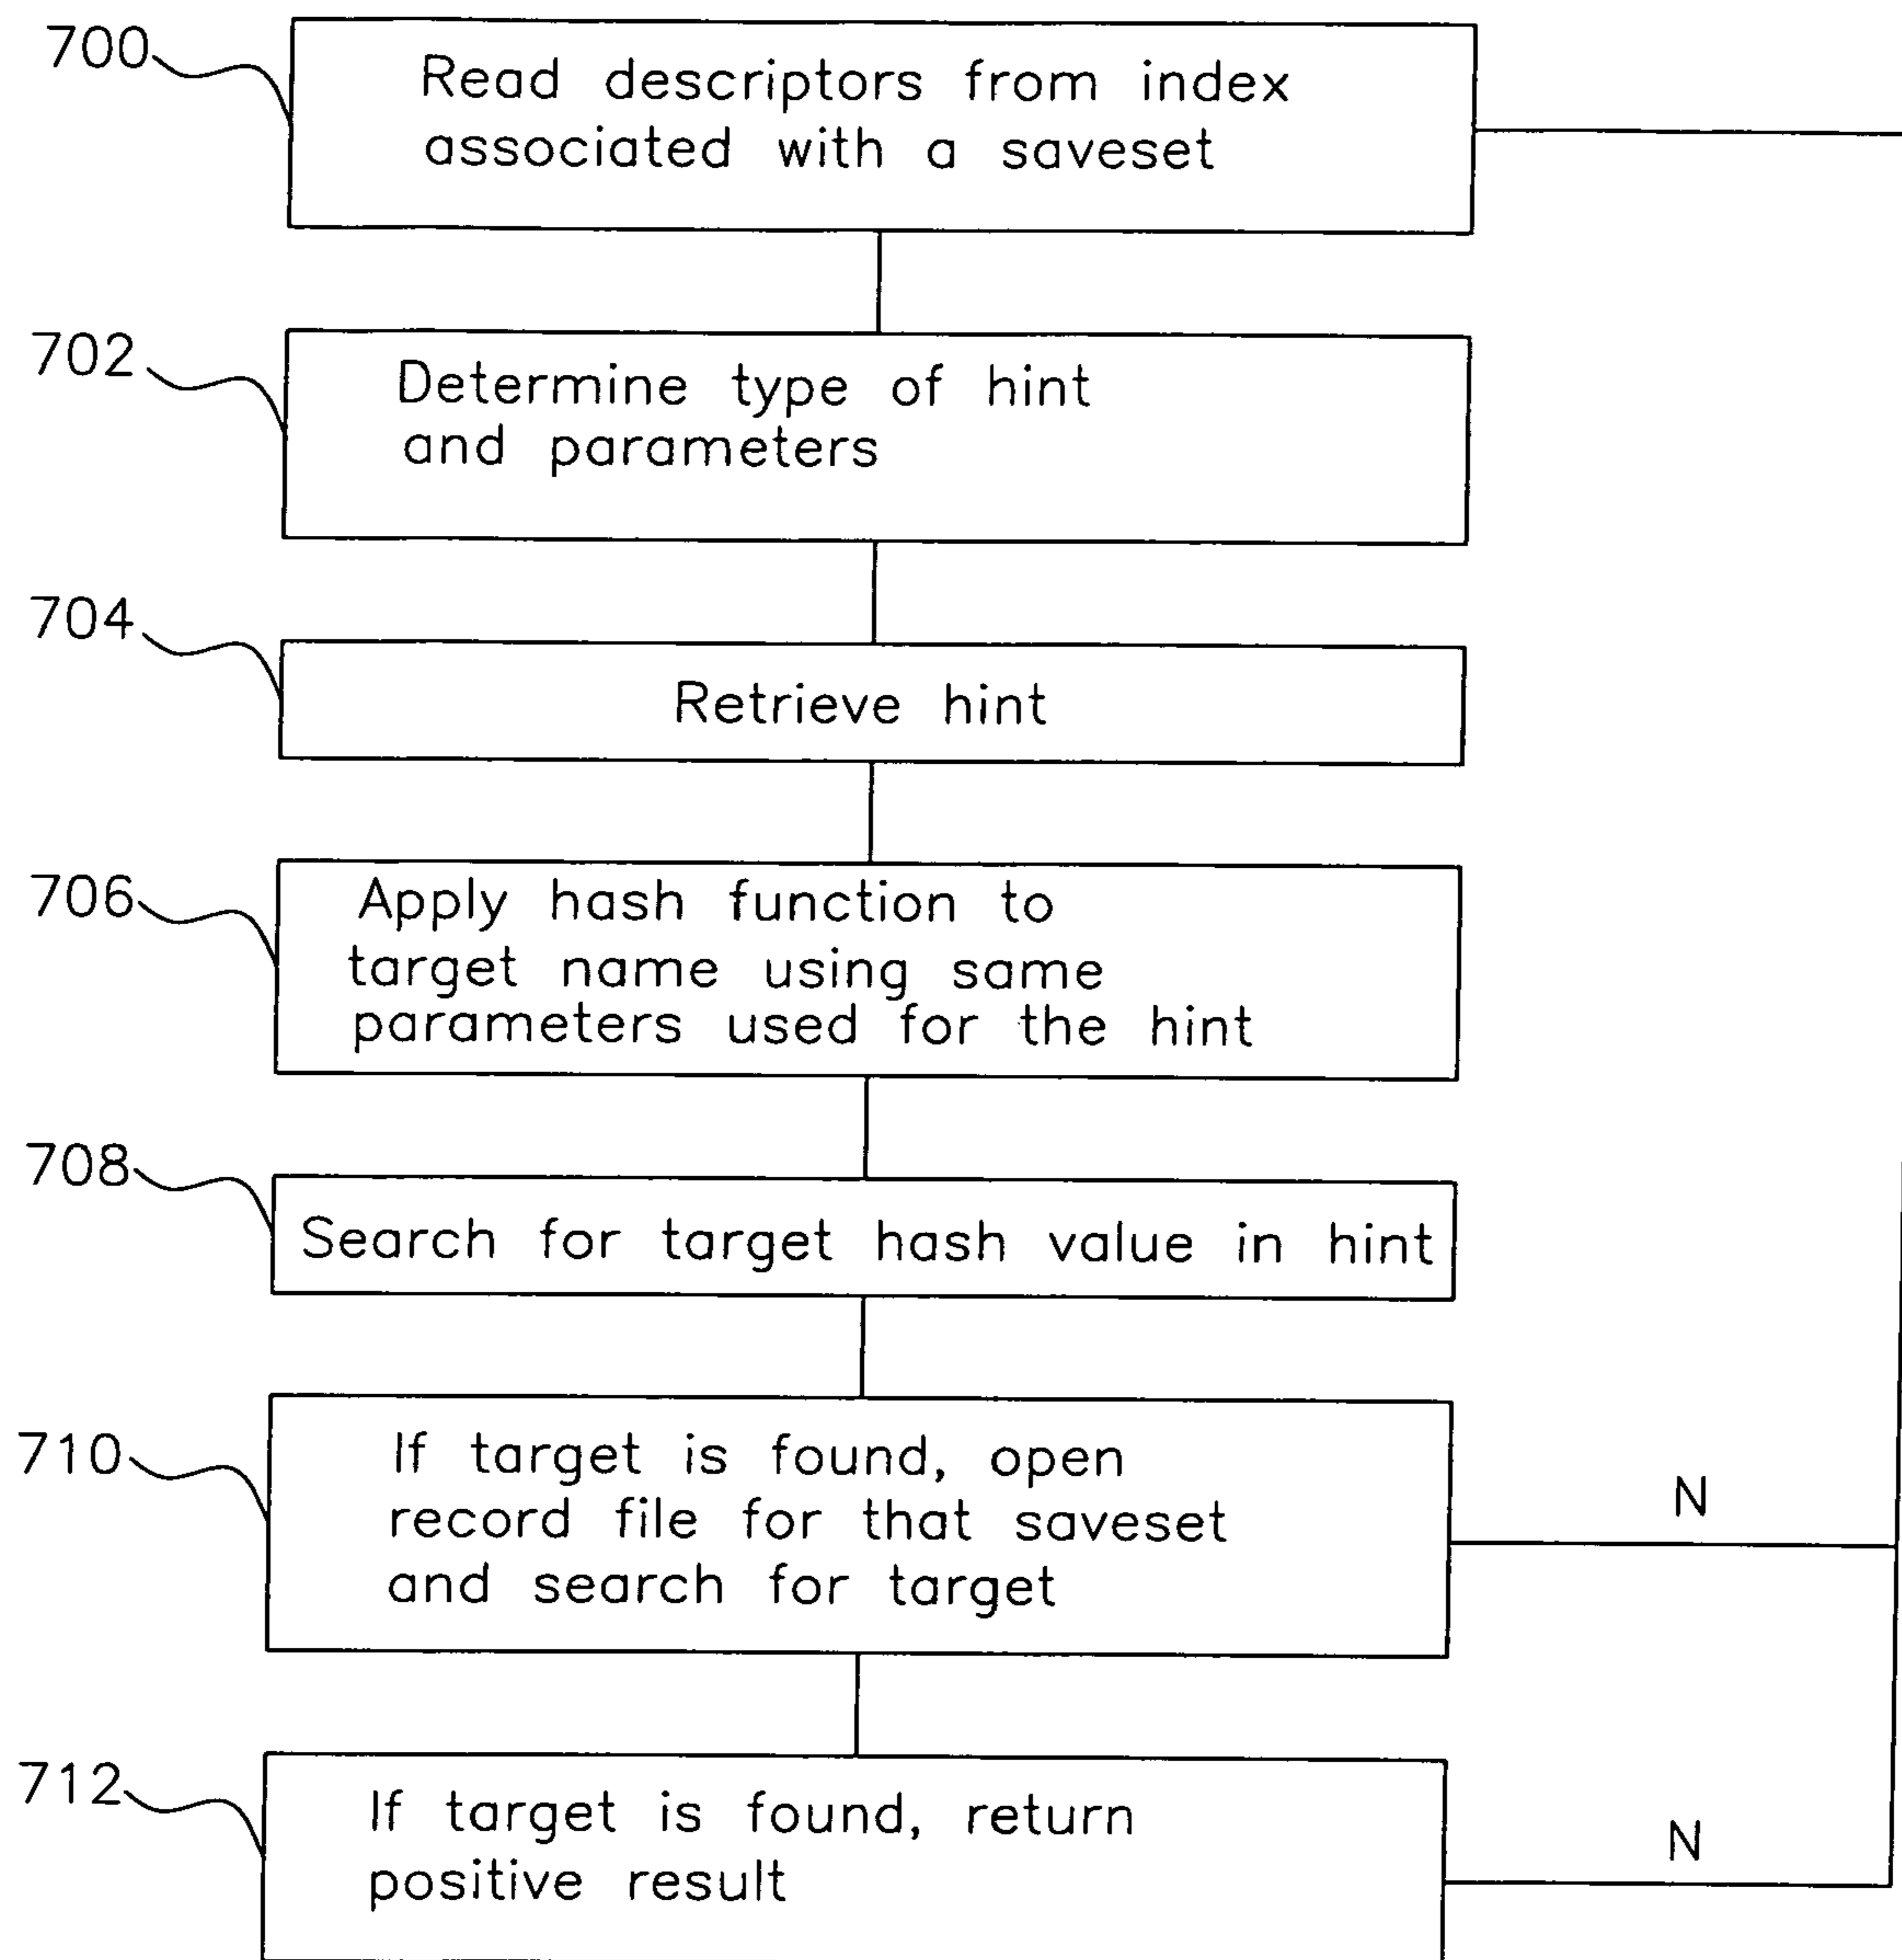 700
Read descriptors from index
associated with a saveset
702
Determine type of hint
and parameters
704
Retrieve hint
706
Apply hash function to
target name using same
parameters used for the hint
708
Search for target hash value in hint
710
If target is found, open
record file for that saveset
and search for target
N
712
If target is found, return
positive result
N